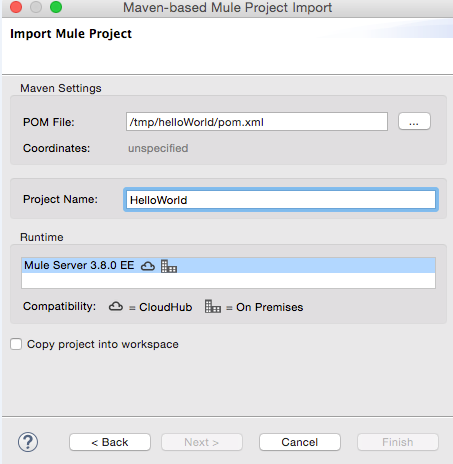 Maven-based Mule Project Import
Import Mule Project
Maven Settings
POM File: /tmp/helloWorld/pom.xml ...
Coordinates: unspecified
Project Name: HelloWorld
Runtime
Mule Server 3.8.0 EE
Compatibility: = CloudHub = On Premises
Copy project into workspace
? < Back Next > Cancel Finish